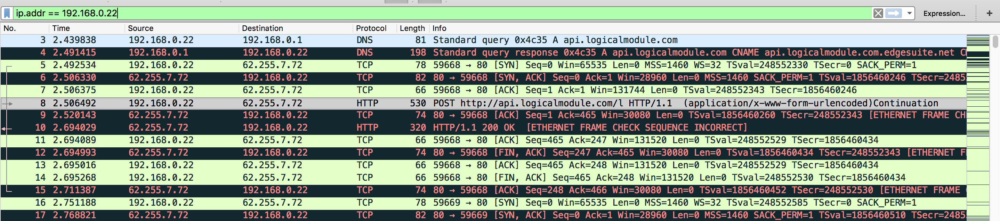 ip.addr == 192.168.0.22 Expression... +
No. Time Source Destination Protocol Length Info
3 2.439838 192.168.0.22 192.168.0.1 DNS 81 Standard query 0x4c35 A api.logicalmodule.com
4 2.491415 192.168.0.1 192.168.0.22 DNS 198 Standard query response 0x4c35 A api.logicalmodule.com CNAME api.logicalmodule.com.edgesuite.net
5 2.492534 192.168.0.22 62.255.7.72 TCP 78 59668 → 80 [SYN] Seq=0 Win=65535 Len=0 MSS=1460 WS=32 TSval=248552330 TSecr=0 SACK_PERM=1
6 2.506330 62.255.7.72 192.168.0.22 TCP 82 80 → 59668 [SYN, ACK] Seq=0 Ack=1 Win=28960 Len=0 MSS=1460 SACK_PERM=1 TSval=1856460246 TSecr=2485
7 2.506375 192.168.0.22 62.255.7.72 TCP 66 59668 → 80 [ACK] Seq=1 Ack=1 Win=131744 Len=0 TSval=248552343 TSecr=1856460246
8 2.506492 192.168.0.22 62.255.7.72 HTTP 530 POST http://api.logicalmodule.com/l HTTP/1.1 (application/x-www-form-urlencoded)Continuation
9 2.520143 62.255.7.72 192.168.0.22 TCP 74 80 → 59668 [ACK] Seq=1 Ack=465 Win=30080 Len=0 TSval=1856460260 TSecr=248552343 [ETHERNET FRAME CH
10 2.694029 62.255.7.72 192.168.0.22 HTTP 320 HTTP/1.1 200 OK [ETHERNET FRAME CHECK SEQUENCE INCORRECT]
11 2.694089 192.168.0.22 62.255.7.72 TCP 66 59668 → 80 [ACK] Seq=465 Ack=247 Win=131520 Len=0 TSval=248552529 TSecr=1856460434
12 2.694993 62.255.7.72 192.168.0.22 TCP 74 80 → 59668 [FIN, ACK] Seq=247 Ack=465 Win=30080 Len=0 TSval=1856460434 TSecr=248552343 [ETHERNET
13 2.695016 192.168.0.22 62.255.7.72 TCP 66 59668 → 80 [ACK] Seq=465 Ack=248 Win=131520 Len=0 TSval=248552529 TSecr=1856460434
14 2.695268 192.168.0.22 62.255.7.72 TCP 66 59668 → 80 [FIN, ACK] Seq=465 Ack=248 Win=131520 Len=0 TSval=248552530 TSecr=1856460434
15 2.711387 62.255.7.72 192.168.0.22 TCP 74 80 → 59668 [ACK] Seq=248 Ack=466 Win=30080 Len=0 TSval=1856460452 TSecr=248552530 [ETHERNET FRAME
16 2.751188 192.168.0.22 62.255.7.72 TCP 78 59669 → 80 [SYN] Seq=0 Win=65535 Len=0 MSS=1460 WS=32 TSval=248552585 TSecr=0 SACK_PERM=1
17 2.768821 62.255.7.72 192.168.0.22 TCP 82 80 → 59669 [SYN, ACK] Seq=0 Ack=1 Win=28960 Len=0 MSS=1460 SACK_PERM=1 TSval=1856460510 TSecr=2485